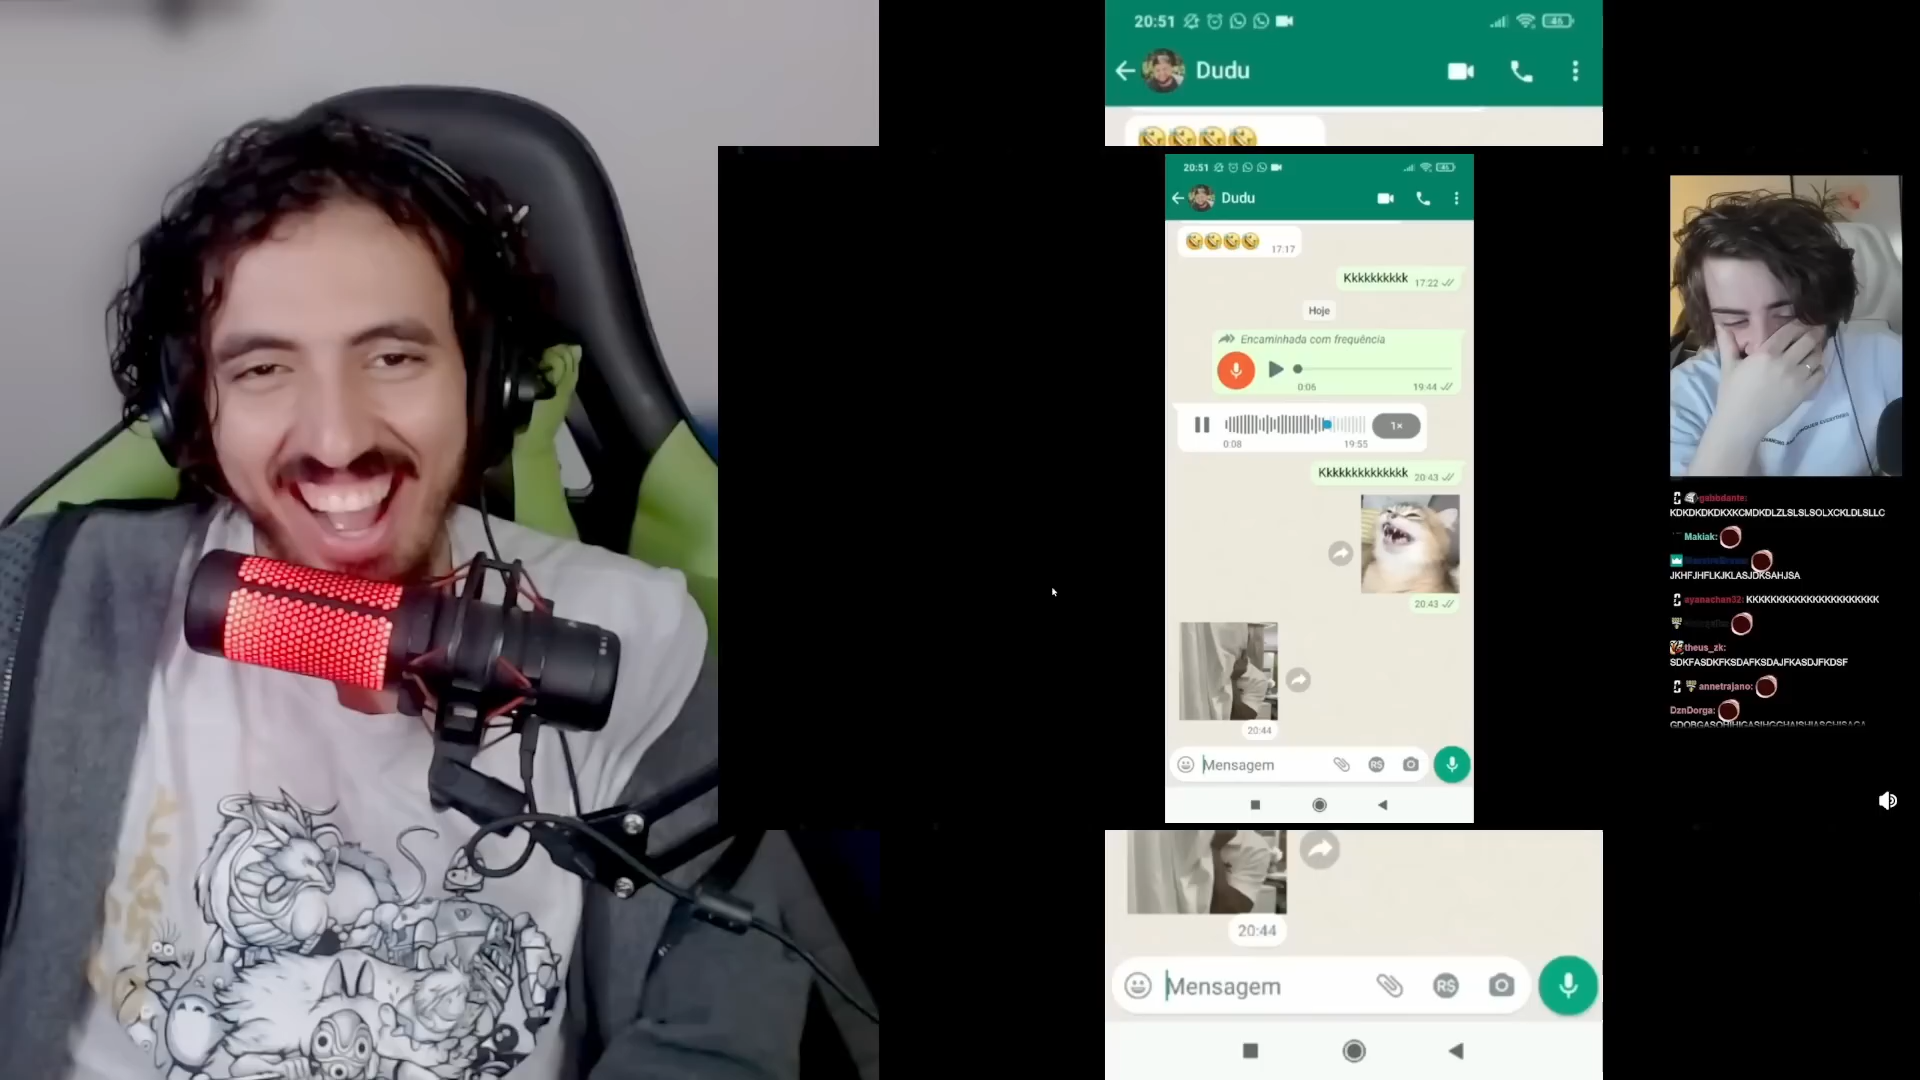 20:51
Dudu
20:51
Dudu
17:17
Kkkkkkkkkk 17:22
Hoje
Encaminhada com frequência
0:06 19:44
1×
0:08 19:55
Kkkkkkkkkkkkk 20:43
20:43
20:44
Mensagem
R$
20:44
Mensagem
R$
gabbdante:
KDKDKDKDKXKCMDKDLZLSLSLSOLXCKLDLSLLC
Makiak:
JKHFJHFLKJKLASJDKSAHJSA
ayanachan32: KKKKKKKKKKKKKKKKKKKKKK
theus_zk:
SDKFASDKFKSDAFKSDAJFKASDJFKDSF
annetrajano:
DznDorga: